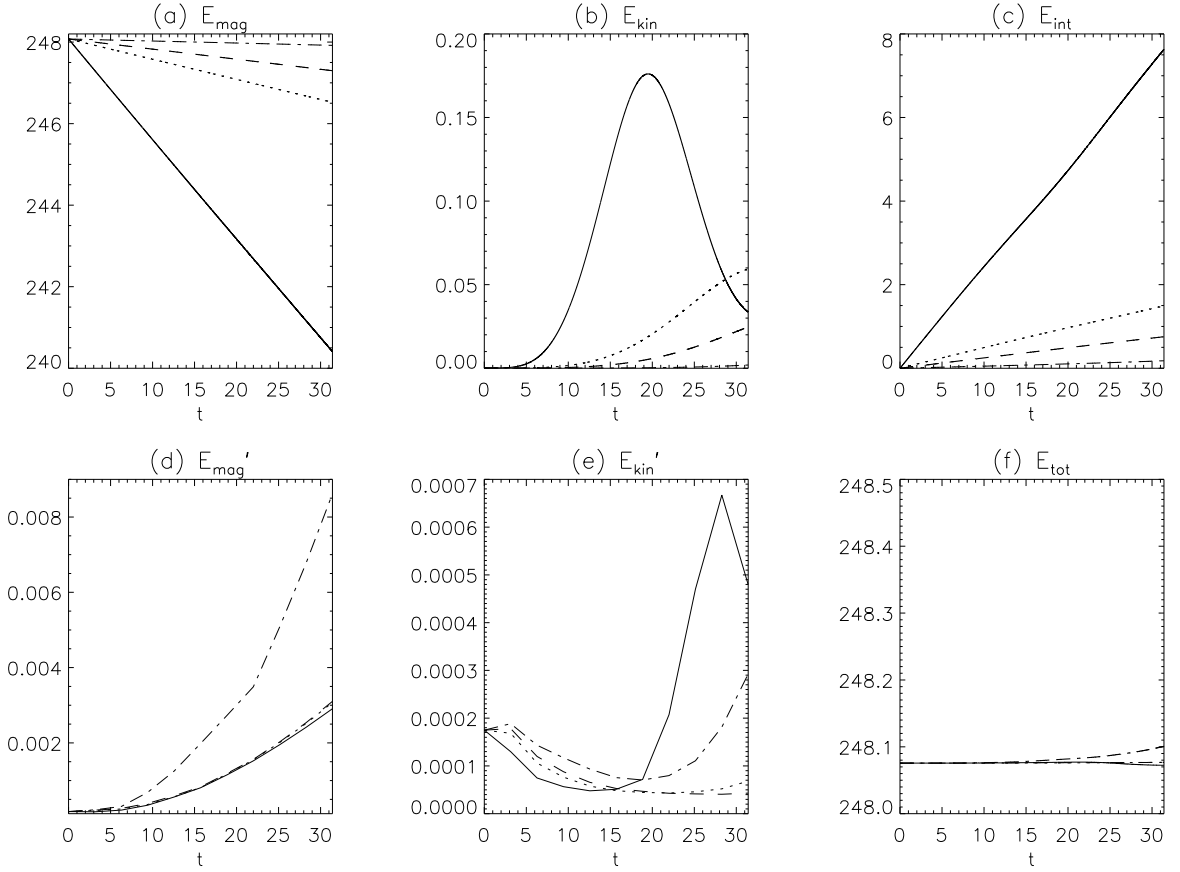 (a) E_mag
248
246
244
242
240
0 5 10 15 20 25 30
t
(b) E_kin
0.20
0.15
0.10
0.05
0.00
0 5 10 15 20 25 30
t
(c) E_int
8
6
4
2
0
0 5 10 15 20 25 30
t
(d) E_mag'
0.008
0.006
0.004
0.002
0 5 10 15 20 25 30
t
(e) E_kin'
0.0007
0.0006
0.0005
0.0004
0.0003
0.0002
0.0001
0.0000
0 5 10 15 20 25 30
t
(f) E_tot
248.5
248.4
248.3
248.2
248.1
248.0
0 5 10 15 20 25 30
t